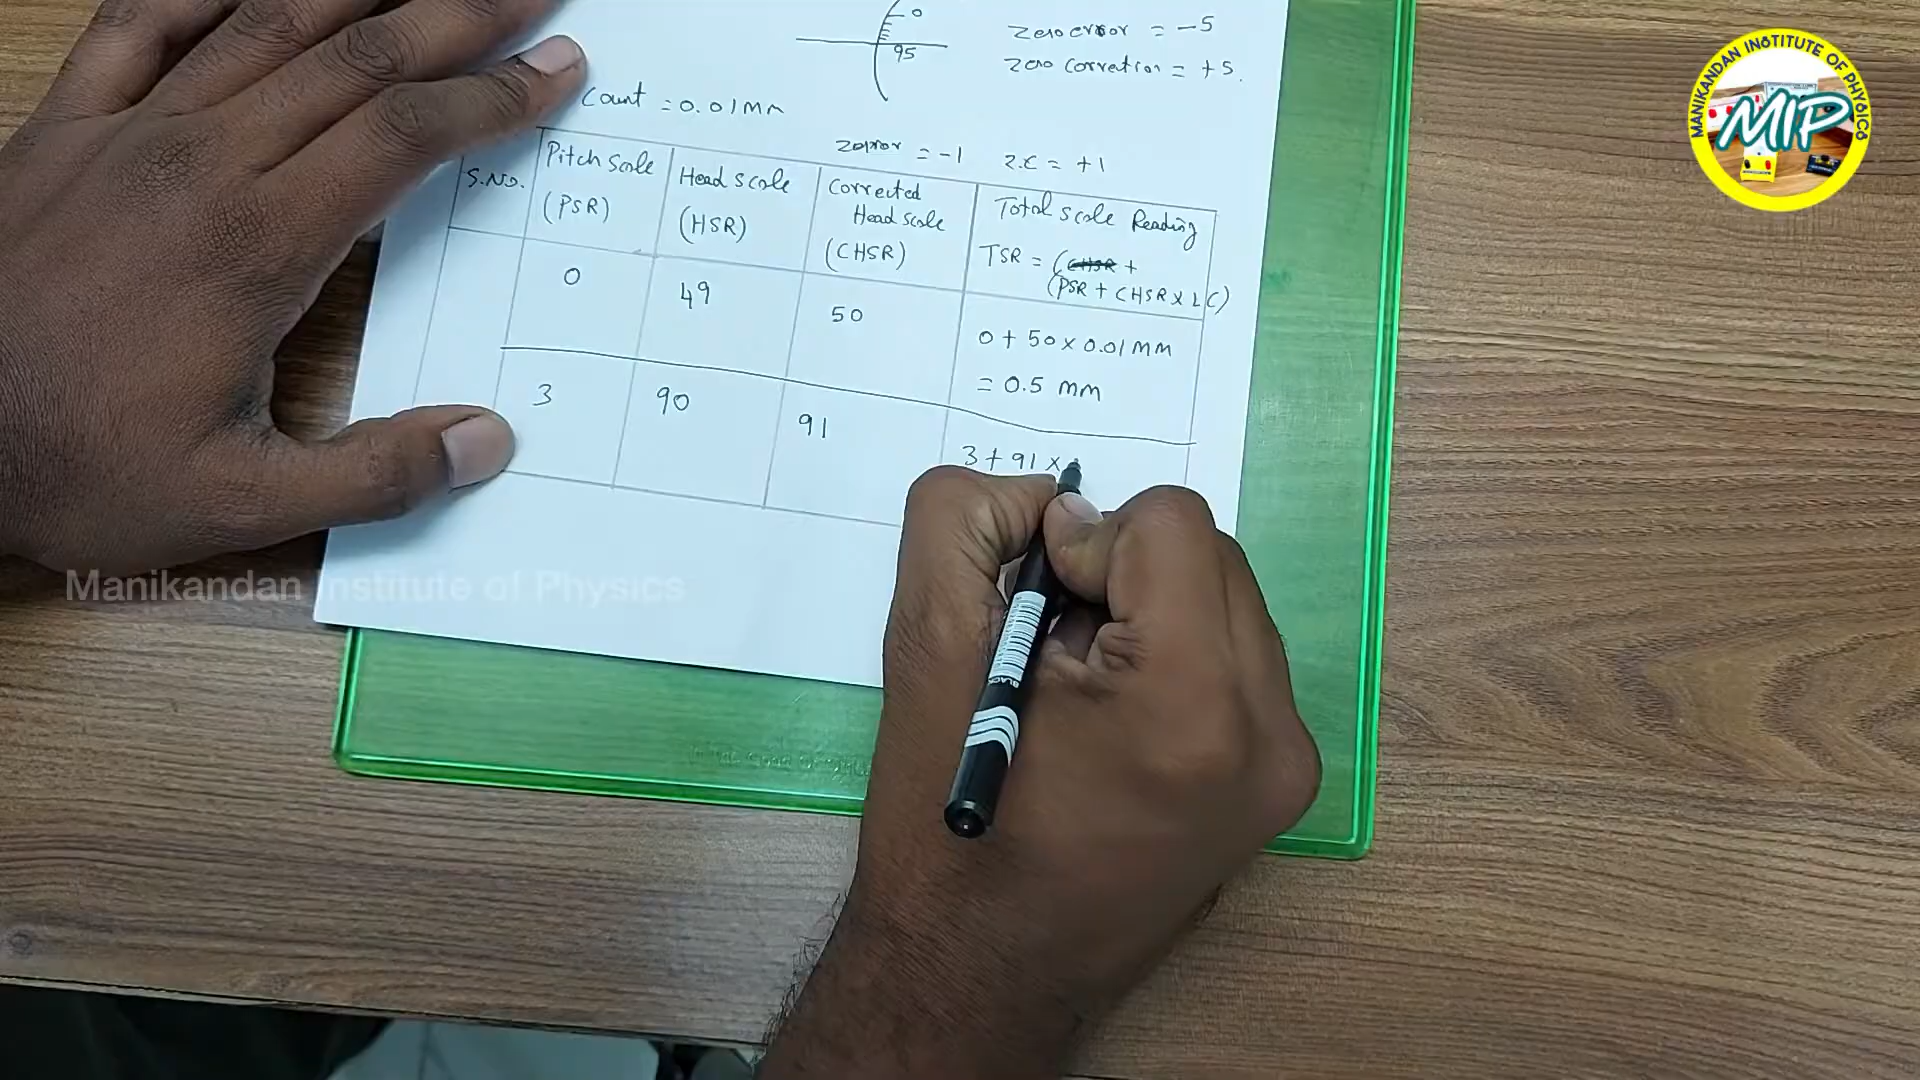 0
95
Zero error = -5
Zero correction = +5.
Count = 0.01 mm
Zerror = -1 Z.C = +1
S.NO.
Pitch Scale
(PSR)
Head scale
(HSR)
Corrected
Head scale
(CHSR)
Total scale Reading
TSR = (CHSR +
(PSR + CHSR x LC)
0
49
50
0 + 50 x 0.01 mm
= 0.5 mm
3
90
91
3 + 91 x
BLACK
MANIKANDAN INSTITUTE OF PHYSICS
MIP
Manikandan Institute of Physics